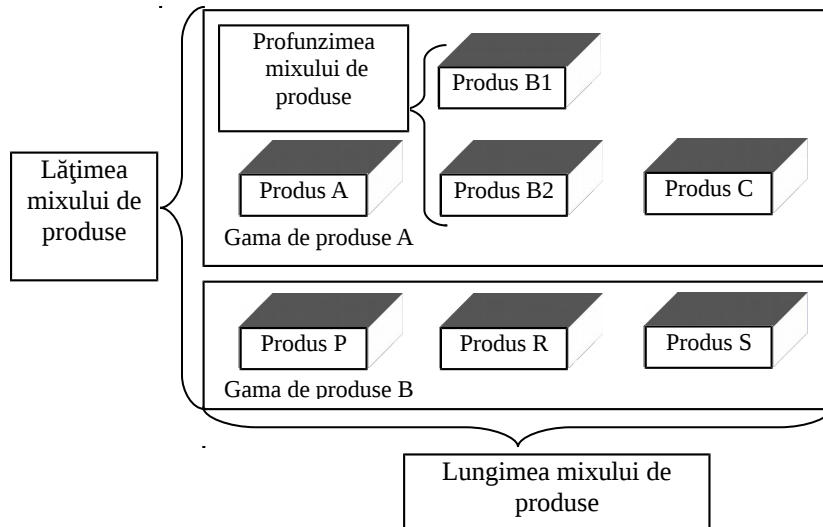 Profunzimea
mixului de
produse
Produs B1
Lăţimea
mixului de
produse
Produs A
Produs B2
Produs C
Gama de produse A
Produs P
Produs R
Produs S
Gama de produse B
Lungimea mixului de
produse